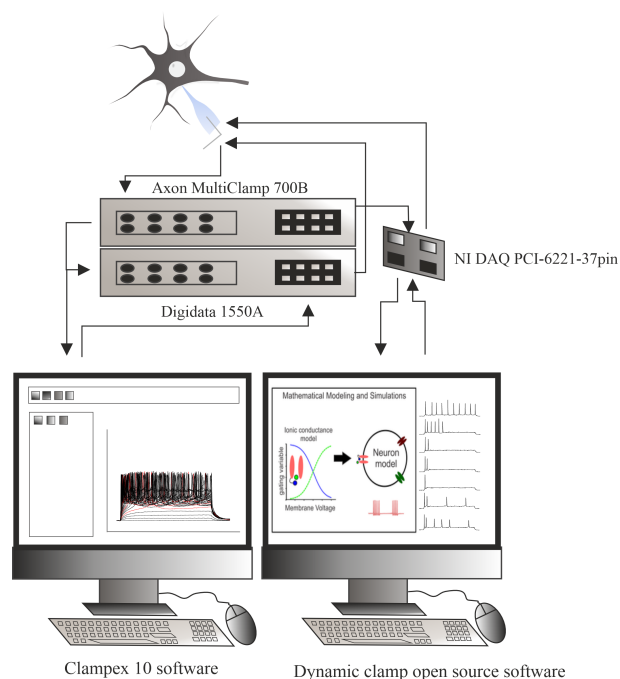 Axon MultiClamp 700B
NI DAQ PCI-6221-37pin
Digidata 1550A
Mathematical Modeling and Simulations
Ionic conductance
model
gating variable
Membrane Voltage
Neuron
model
Clampex 10 software
Dynamic clamp open source software